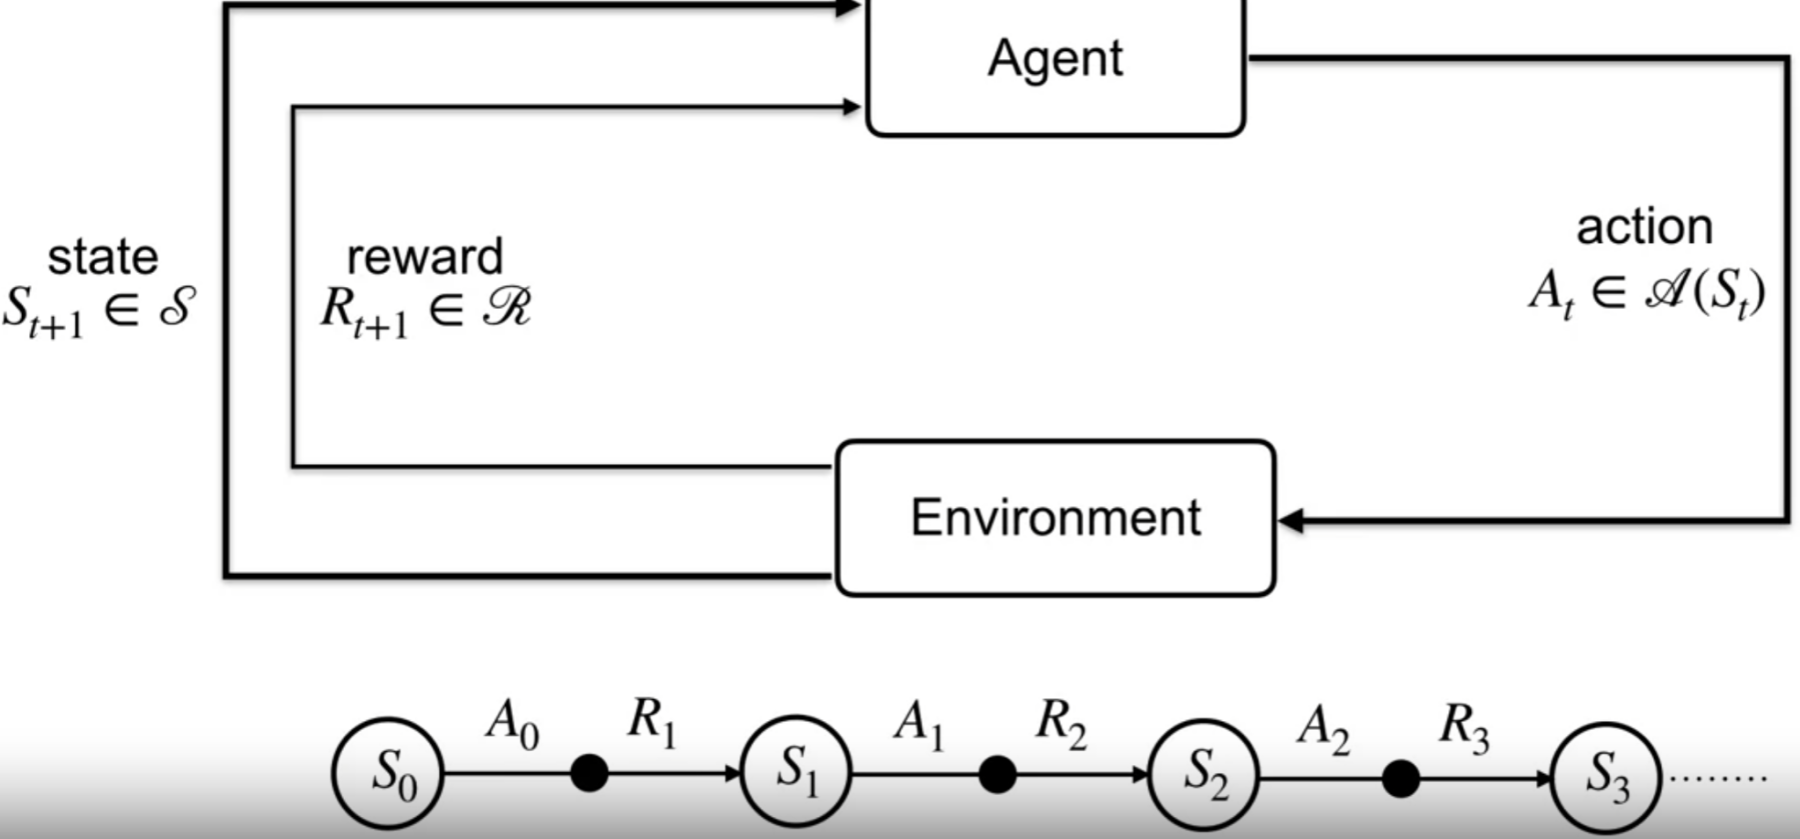 Agent
state
S_{t+1} ∈ 𝒮
reward
R_{t+1} ∈ ℛ
action
A_t ∈ 𝒜(S_t)
Environment
A_0 R_1 A_1 R_2 A_2 R_3
S_0 S_1 S_2 S_3 ........